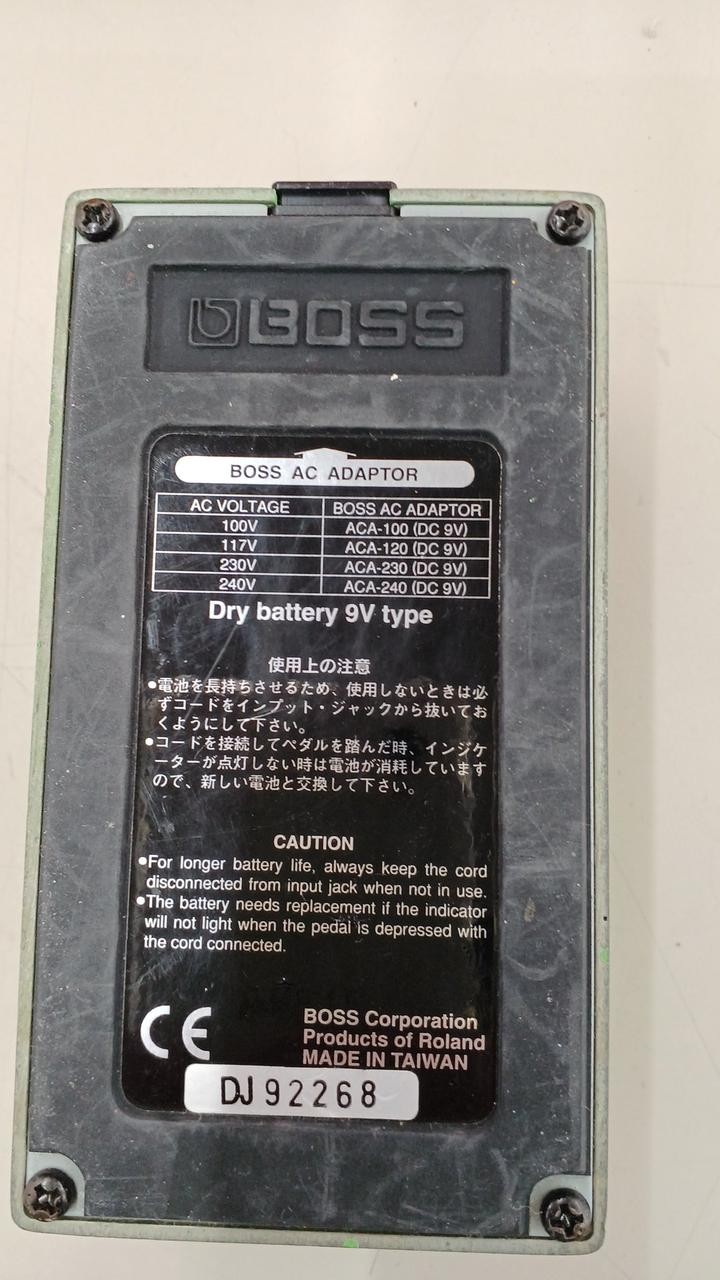 BOSS
BOSS AC ADAPTOR
AC VOLTAGE BOSS AC ADAPTOR
100V ACA-100 (DC 9V)
117V ACA-120 (DC 9V)
230V ACA-230 (DC 9V)
240V ACA-240 (DC 9V)
Dry battery 9V type
使用上の注意
●電池を長持ちさせるため、使用しないときは必
ずコードをインプット・ジャックから抜いてお
くようにして下さい。
●コードを接続してペダルを踏んだ時、インジケ
ーターが点灯しない時は電池が消耗しています
ので、新しい電池と交換して下さい。
CAUTION
●For longer battery life, always keep the cord
disconnected from input jack when not in use.
●The battery needs replacement if the indicator
will not light when the pedal is depressed with
the cord connected.
CE
BOSS Corporation
Products of Roland
MADE IN TAIWAN
DJ92268